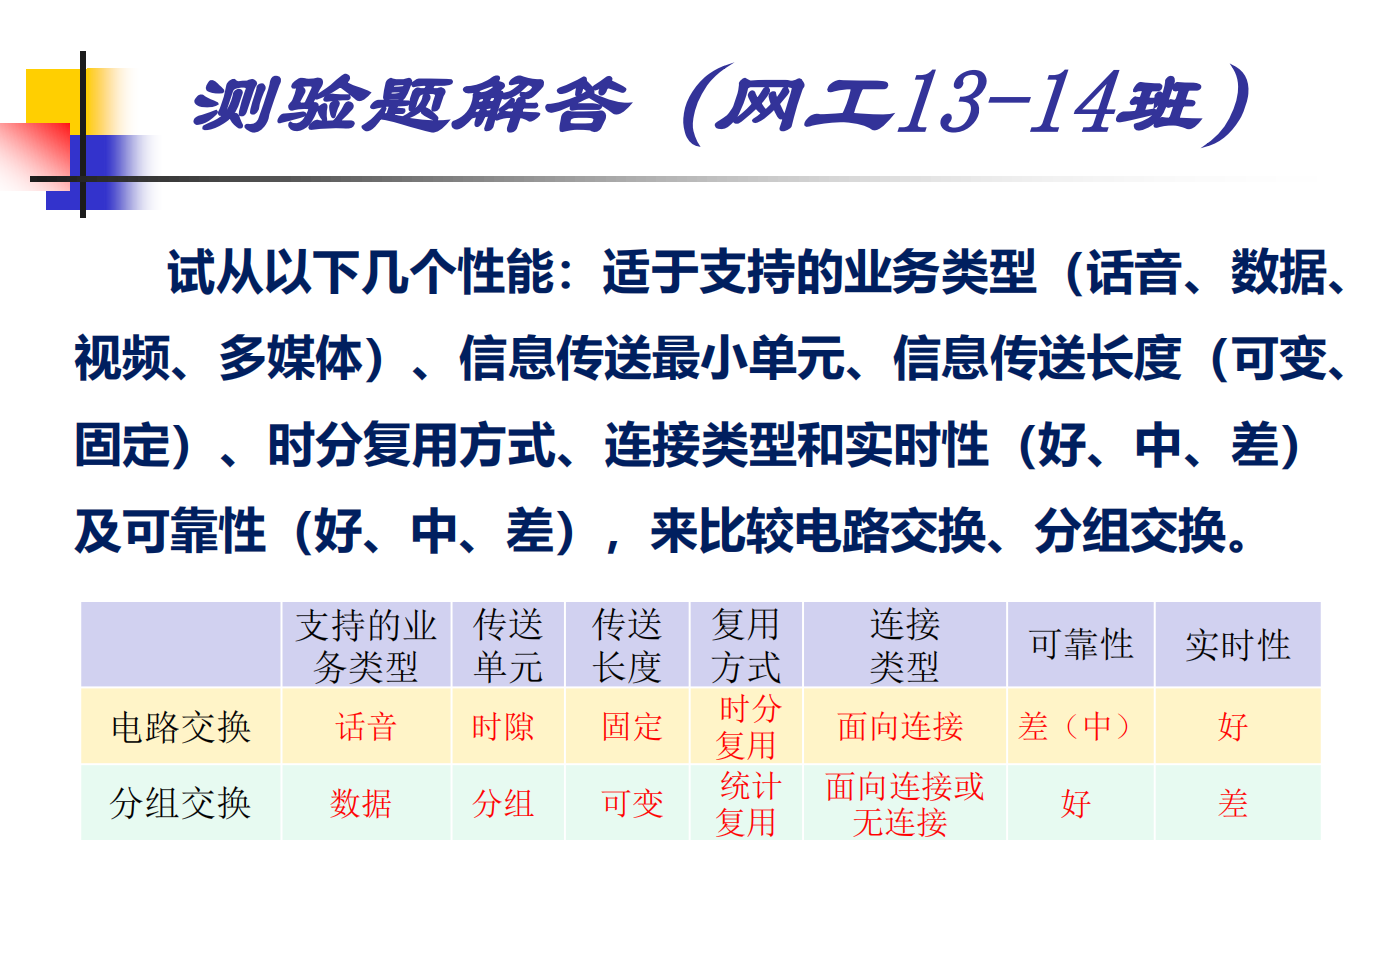 测验题解答（网工13-14班）
试从以下几个性能：适于支持的业务类型（话音、数据、
视频、多媒体）、信息传送最小单元、信息传送长度（可变、
固定）、时分复用方式、连接类型和实时性（好、中、差）
及可靠性（好、中、差），来比较电路交换、分组交换。
支持的业务类型 传送单元 传送长度 复用方式 连接类型 可靠性 实时性
电路交换 话音 时隙 固定 时分复用 面向连接 差（中） 好
分组交换 数据 分组 可变 统计复用 面向连接或无连接 好 差